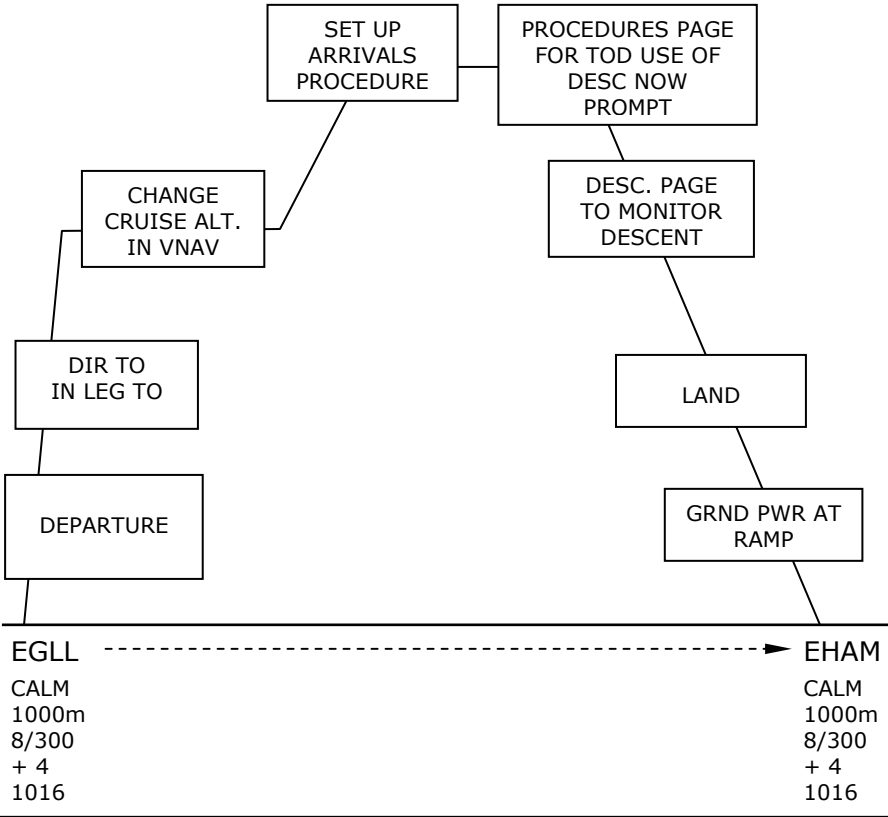 SET UP
ARRIVALS
PROCEDURE
PROCEDURES PAGE
FOR TOD USE OF
DESC NOW
PROMPT
CHANGE
CRUISE ALT.
IN VNAV
DESC. PAGE
TO MONITOR
DESCENT
DIR TO
IN LEG TO
LAND
DEPARTURE
GRND PWR AT
RAMP
EGLL
CALM
1000m
8/300
+ 4
1016
EHAM
CALM
1000m
8/300
+ 4
1016